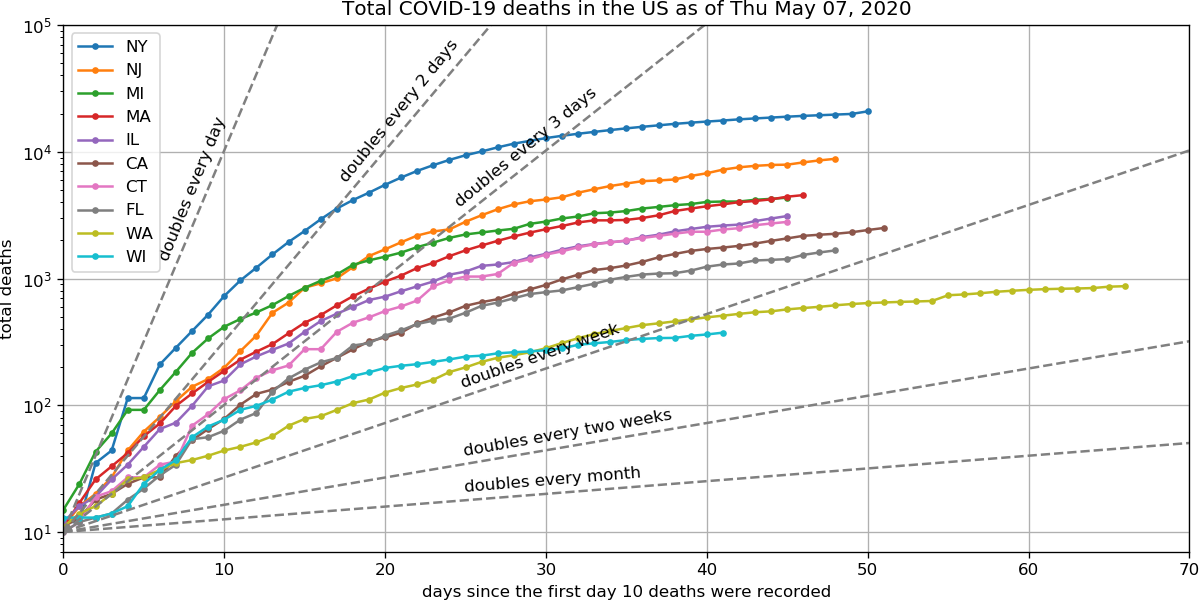 Total COVID-19 deaths in the US as of Thu May 07, 2020
10^5
10^4
10^3
10^2
10^1
total deaths
NY
NJ
MI
MA
IL
CA
CT
FL
WA
WI
doubles every day
doubles every 2 days
doubles every 3 days
doubles every week
doubles every two weeks
doubles every month
0 10 20 30 40 50 60 70
days since the first day 10 deaths were recorded